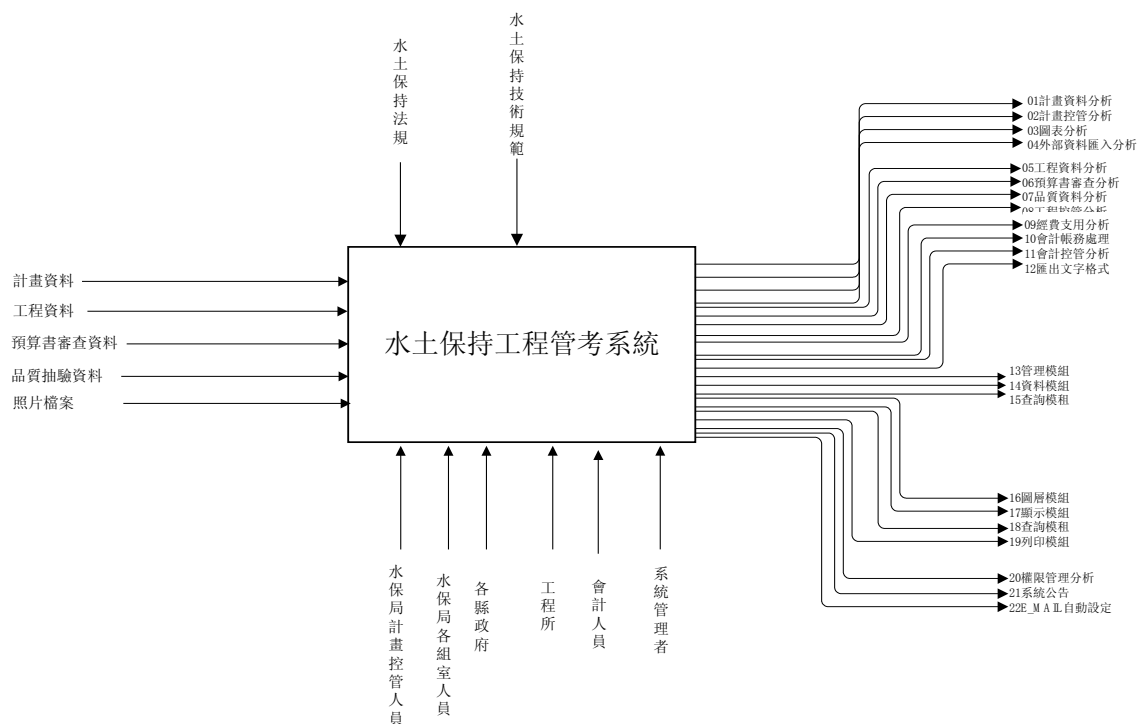 水土保持法規
水土保持技術規範
計畫資料
工程資料
預算書審查資料
品質抽驗資料
照片檔案
水土保持工程管考系統
01計畫資料分析
02計畫控管分析
03圖表分析
04外部資料匯入分析
05工程資料分析
06預算書審查分析
07品質資料分析
08工程控管分析
09經費支用分析
10會計帳務處理
11會計控管分析
12匯出文字格式
13管理模組
14資料模組
15查詢模租
16圖層模組
17顯示模組
18查詢模租
19列印模組
20權限管理分析
21系統公告
22E_MAIL自動設定
水保局計畫控管人員
水保局各組室人員
各縣政府
工程所
會計人員
系統管理者